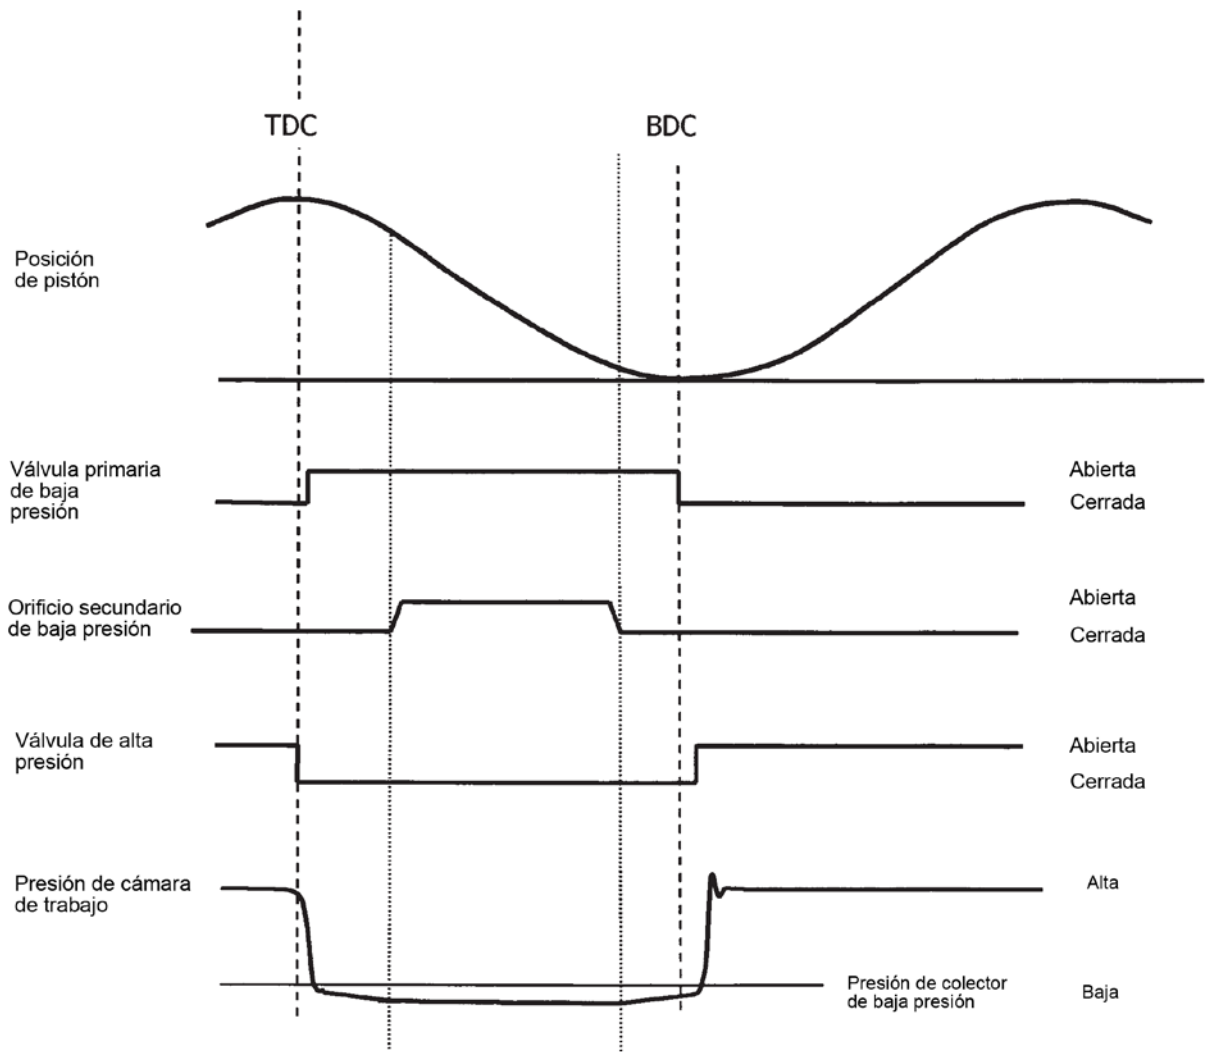 TDC
BDC
Posición
de pistón
Válvula primaria
de baja
presión
Abierta
Cerrada
Orificio secundario
de baja presión
Abierta
Cerrada
Válvula de alta
presión
Abierta
Cerrada
Presión de cámara
de trabajo
Alta
Presión de colector
de baja presión
Baja